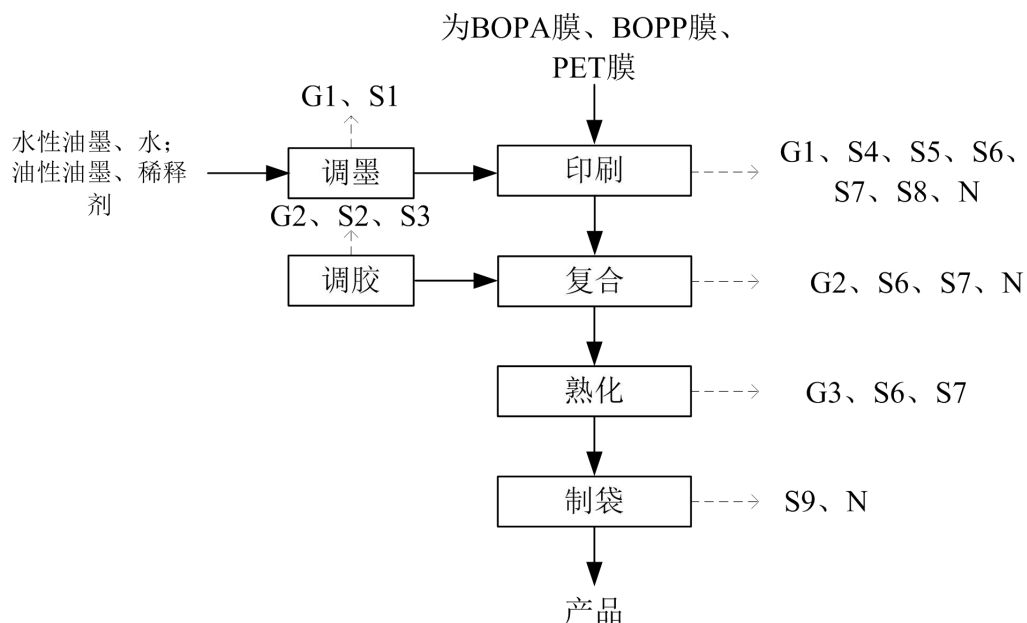 为BOPA膜、BOPP膜、
PET膜
G1、S1
水性油墨、水；
油性油墨、稀释
剂
调墨
印刷
G1、S4、S5、S6、
S7、S8、N
G2、S2、S3
调胶
复合
G2、S6、S7、N
熟化
G3、S6、S7
制袋
S9、N
产品